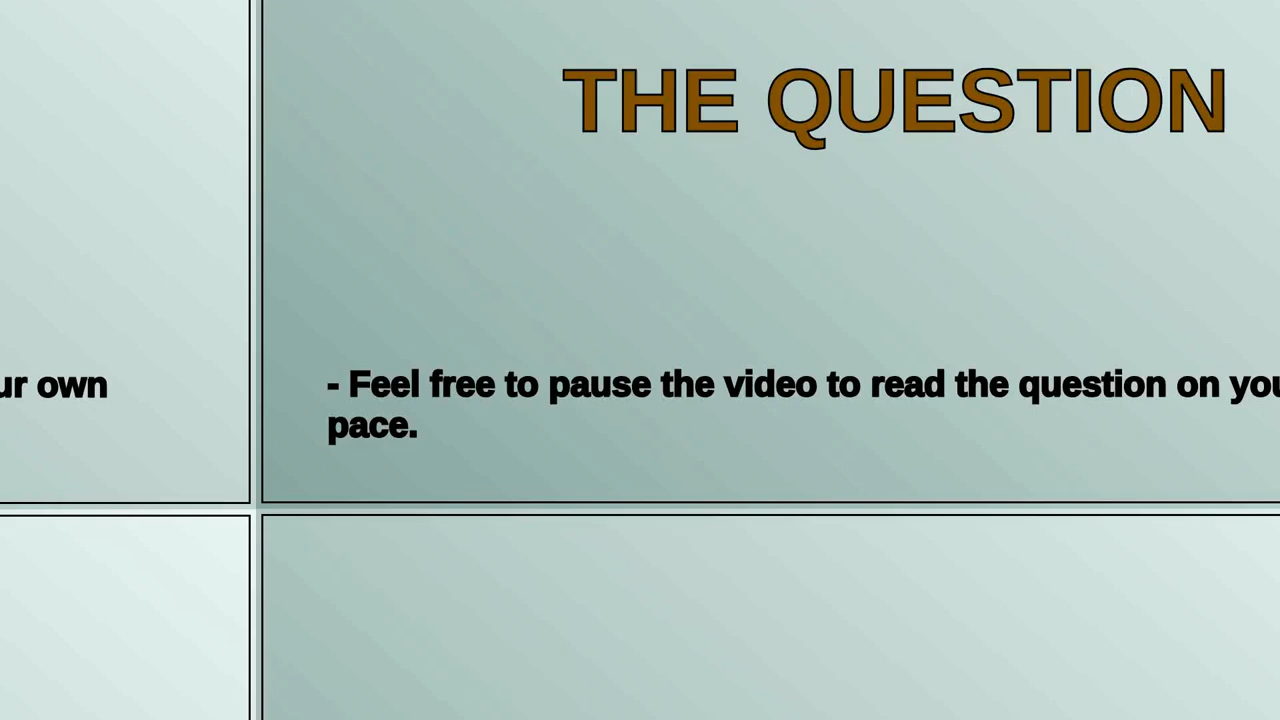 THE QUESTION
ur own
- Feel free to pause the video to read the question on you
pace.